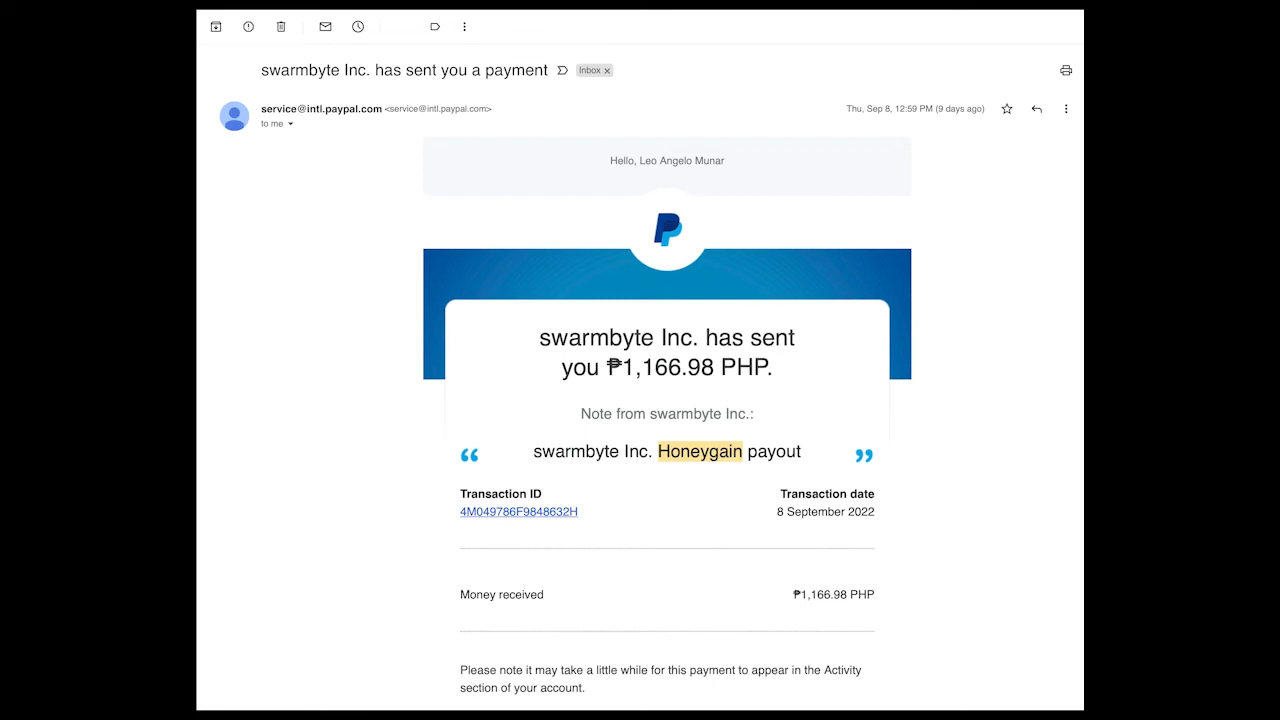 swarmbyte Inc. has sent you a payment
Inbox x
service@intl.paypal.com <service@intl.paypal.com>
Thu, Sep 8, 12:59 PM (9 days ago)
to me
Hello, Leo Angelo Munar
swarmbyte Inc. has sent
you ₱1,166.98 PHP.
Note from swarmbyte Inc.:
“ swarmbyte Inc. Honeygain payout ”
Transaction ID
Transaction date
4M049786F9848632H
8 September 2022
Money received
₱1,166.98 PHP
Please note it may take a little while for this payment to appear in the Activity
section of your account.